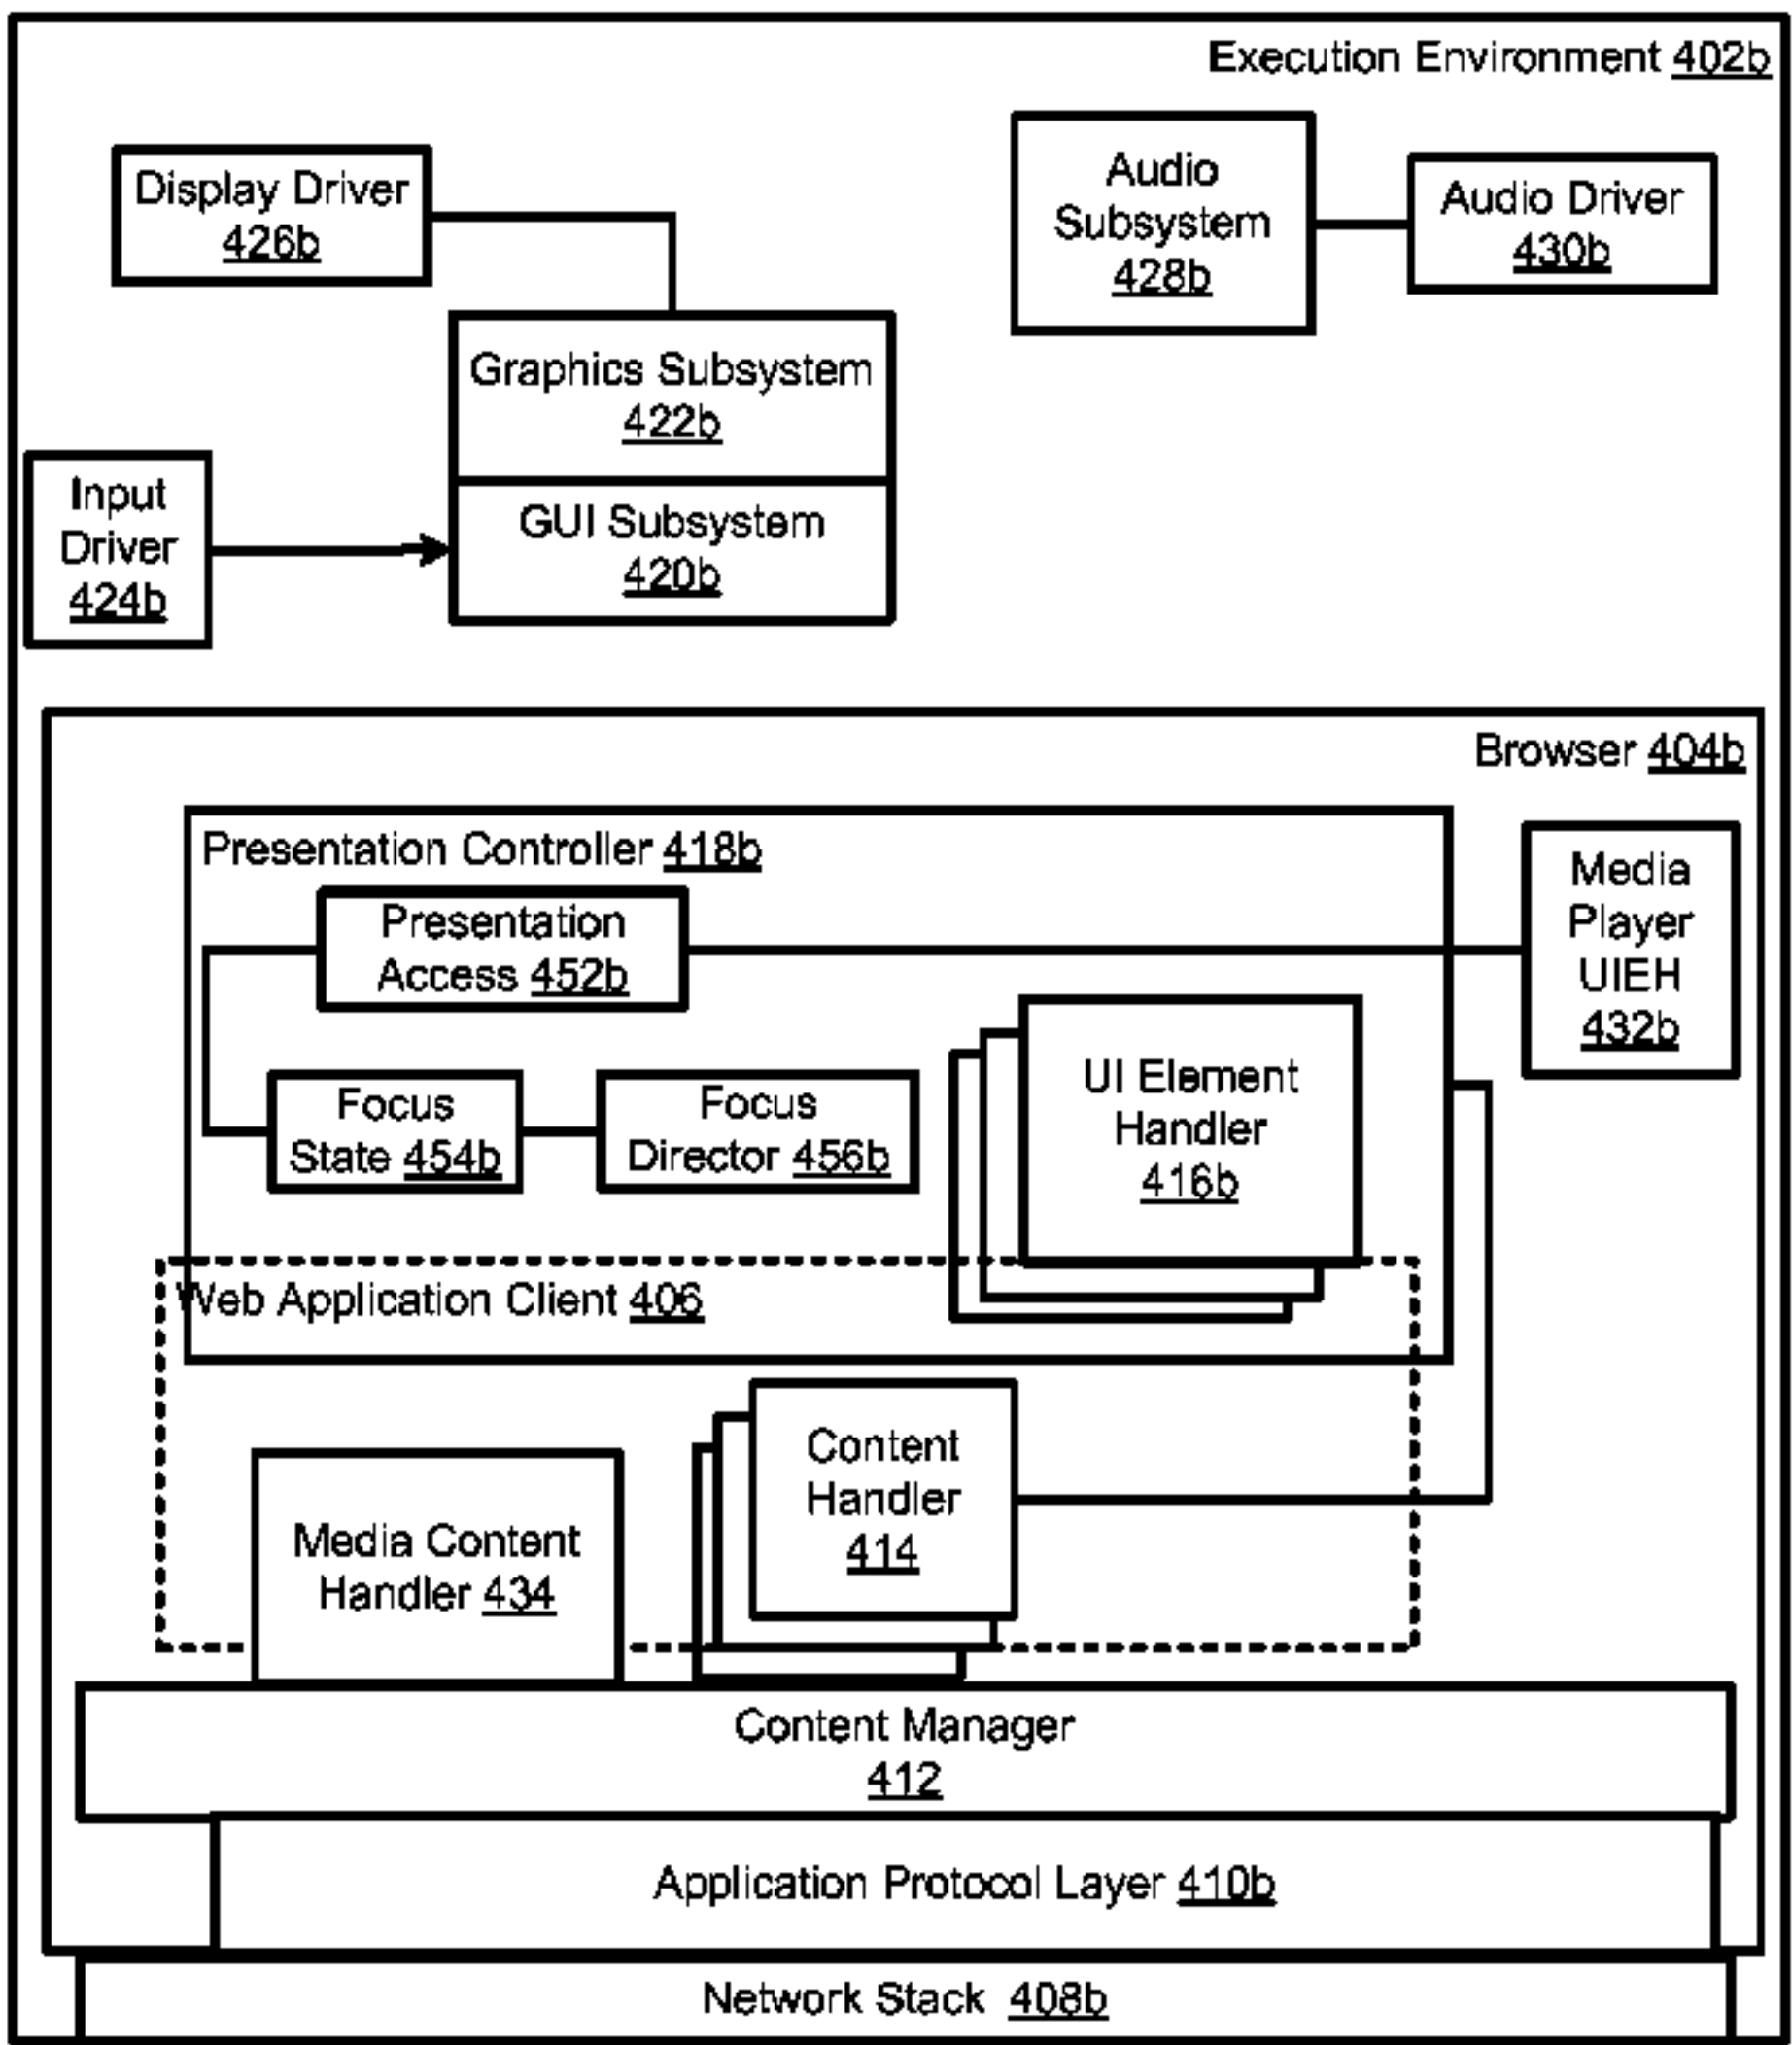 Execution Environment 402b
Display Driver
426b
Audio
Subsystem
428b
Audio Driver
430b
Graphics Subsystem
422b
Input
Driver
424b
GUI Subsystem
420b
Browser 404b
Presentation Controller 418b
Media
Player
UIEH
432b
Presentation
Access 452b
UI Element
Handler
416b
Focus
State 454b
Focus
Director 456b
Web Application Client 406
Content
Handler
414
Media Content
Handler 434
Content Manager
412
Application Protocol Layer 410b
Network Stack 408b